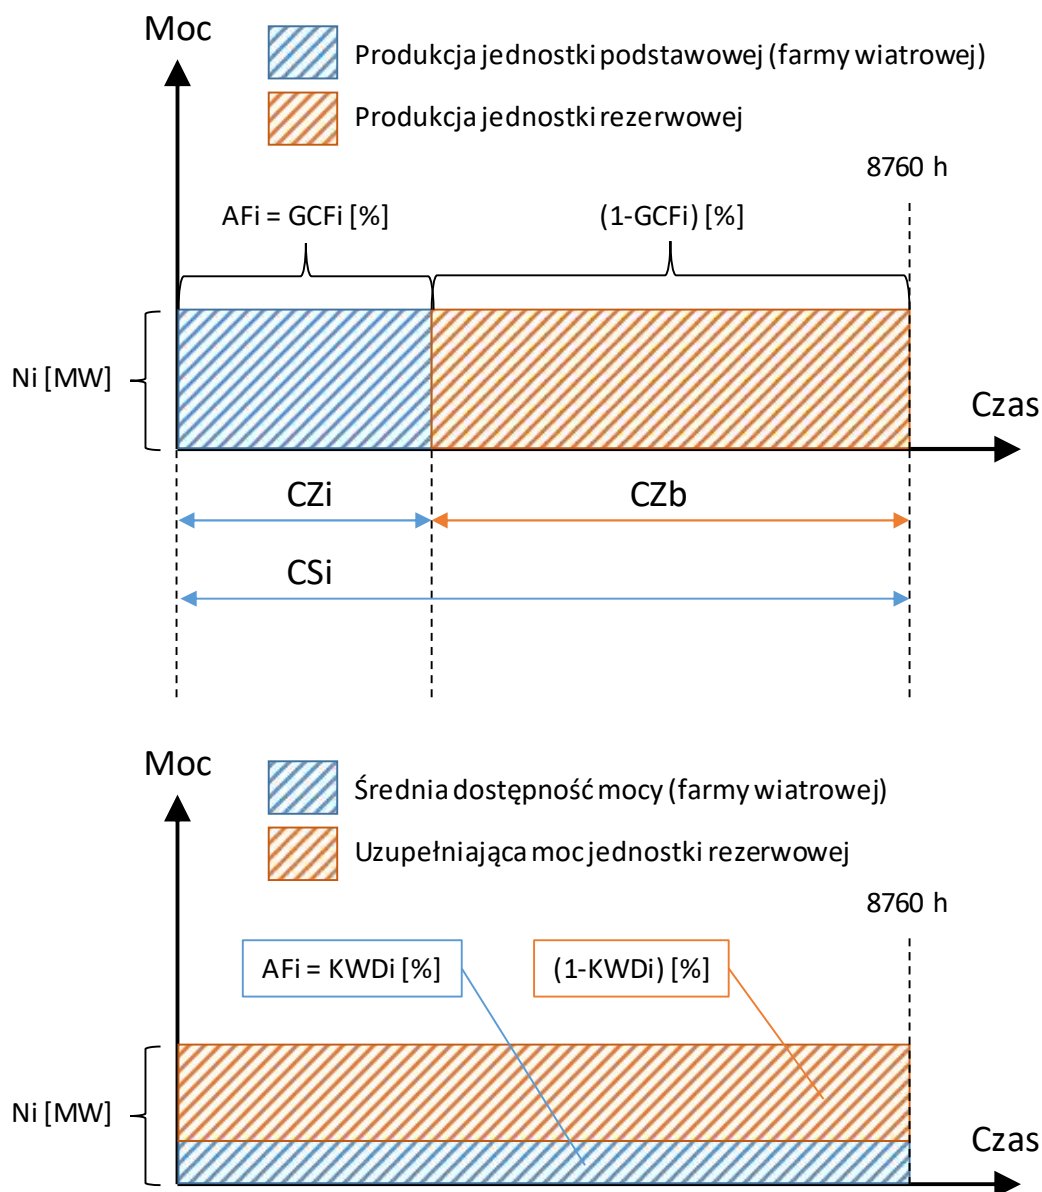 Moc
Produkcja jednostki podstawowej (farmy wiatrowej)
Produkcja jednostki rezerwowej
8760 h
AFi = GCFi [%]
(1-GCFi) [%]
Ni [MW]
Czas
CZi
CZb
CSi
Moc
Średnia dostępność mocy (farmy wiatrowej)
Uzupełniająca moc jednostki rezerwowej
8760 h
AFi = KWDi [%]
(1-KWDi) [%]
Ni [MW]
Czas